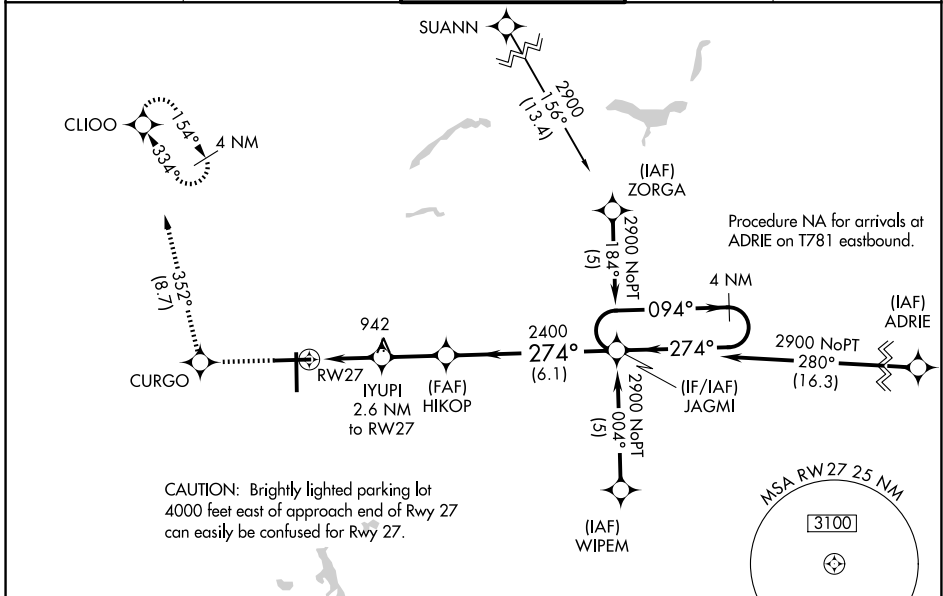 SUANN
2900
156°
(13.4)
CLIOO
154°
334°
4 NM
(IAF)
ZORGA
2900 NoPT
184°
(5)
Procedure NA for arrivals at
ADRIE on T781 eastbound.
4 NM
094°
(IAF)
ADRIE
352°
(8.7)
942
2400
274°
(6.1)
274°
2900 NoPT
280°
(16.3)
CURGO
RW27
IYUPI
2.6 NM
to RW27
(FAF)
HIKOP
(IF/IAF)
JAGMI
2900 NoPT
004°
(5)
CAUTION: Brightly lighted parking lot
4000 feet east of approach end of Rwy 27
can easily be confused for Rwy 27.
(IAF)
WIPEM
MSA RW 27 25 NM
3100